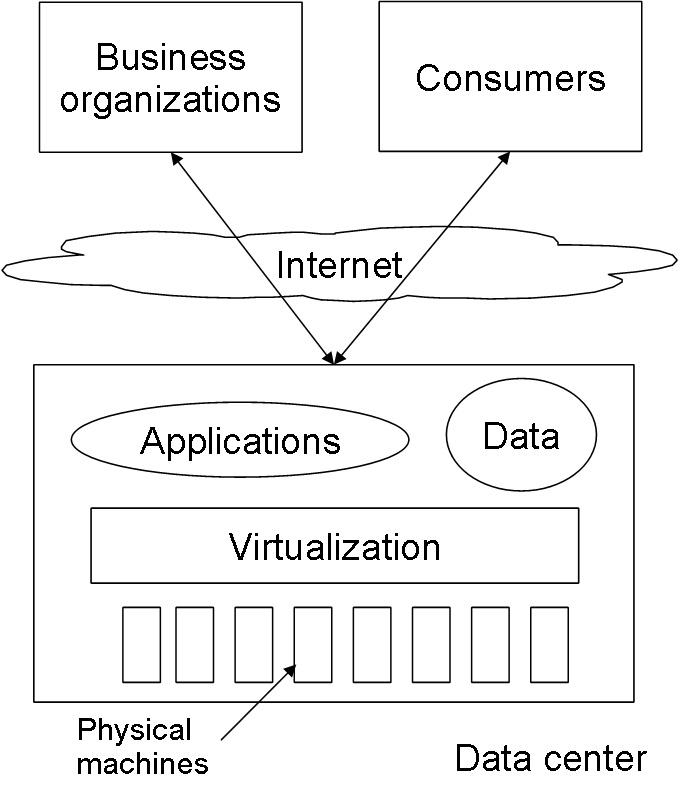 Business
organizations
Consumers
Internet
Applications
Data
Virtualization
Physical
machines
Data center